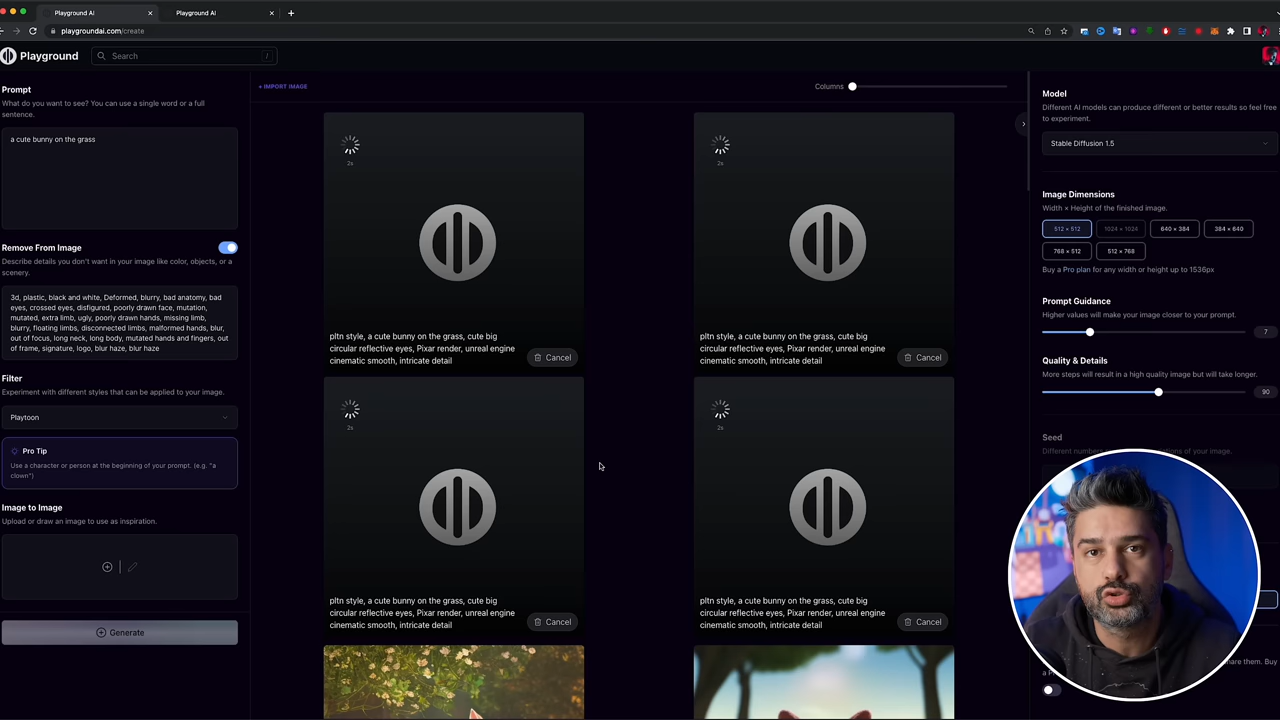 Playground AI
Playground AI
playgroundai.com/create
Playground
Search
/
Prompt
What do you want to see? You can use a single word or a full
sentence.
a cute bunny on the grass
Remove From Image
Describe details you don't want in your image like color, objects, or a
scenery.
3d, plastic, black and white, Deformed, blurry, bad anatomy, bad
eyes, crossed eyes, disfigured, poorly drawn face, mutation,
mutated, extra limb, ugly, poorly drawn hands, missing limb,
blurry, floating limbs, disconnected limbs, malformed hands, blur,
out of focus, long neck, long body, mutated hands and fingers, out
of frame, signature, logo, blur haze, blur haze
Filter
Experiment with different styles that can be applied to your image.
Playtoon
Pro Tip
Use a character or person at the beginning of your prompt. (e.g. "a
clown")
Image to Image
Upload or draw an image to use as inspiration.
Generate
+ IMPORT IMAGE
Columns
2s
pltn style, a cute bunny on the grass, cute big
circular reflective eyes, Pixar render, unreal engine
cinematic smooth, intricate detail
Cancel
2s
pltn style, a cute bunny on the grass, cute big
circular reflective eyes, Pixar render, unreal engine
cinematic smooth, intricate detail
Cancel
2s
pltn style, a cute bunny on the grass, cute big
circular reflective eyes, Pixar render, unreal engine
cinematic smooth, intricate detail
Cancel
2s
pltn style, a cute bunny on the grass, cute big
circular reflective eyes, Pixar render, unreal engine
cinematic smooth, intricate detail
Cancel
Model
Different AI models can produce different or better results so feel free
to experiment.
Stable Diffusion 1.5
Image Dimensions
Width × Height of the finished image.
512 × 512
1024 × 1024
640 × 384
384 × 640
768 × 512
512 × 768
Buy a Pro plan for any width or height up to 1536px
Prompt Guidance
Higher values will make your image closer to your prompt.
7
Quality & Details
More steps will result in a high quality image but will take longer.
90
Seed
Different numbers of your image.
share them. Buy
a